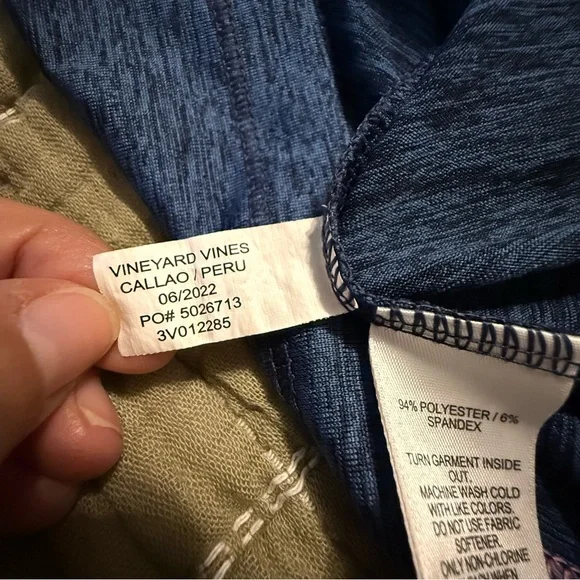 VINEYARD VINES
CALLAO / PERU
06/2022
PO# 5026713
3V012285
94% POLYESTER / 6%
SPANDEX
TURN GARMENT INSIDE
OUT.
MACHINE WASH COLD
WITH LIKE COLORS.
DO NOT USE FABRIC
SOFTENER.
ONLY NON-CHLORINE
WHEN